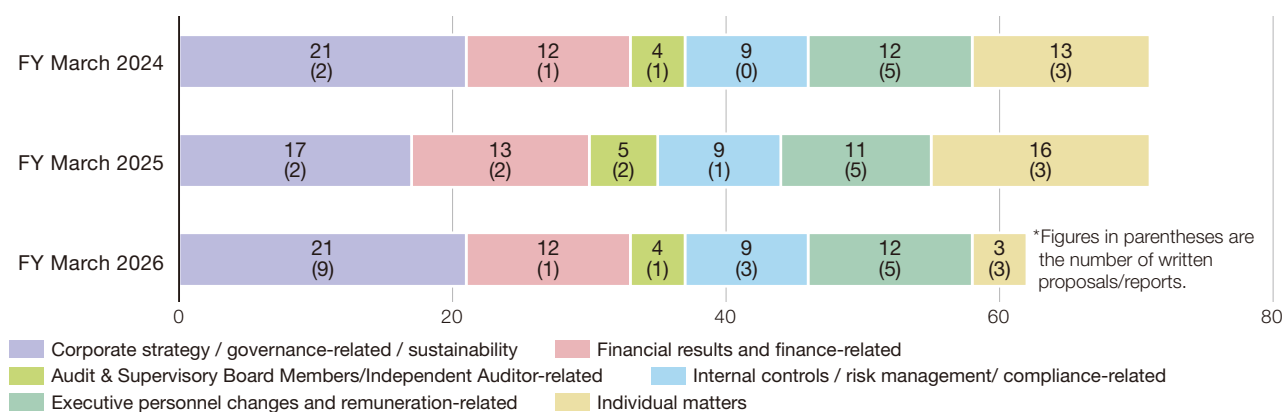 FY March 2024
21 12 4 9 12 13
(2) (1) (1) (0) (5) (3)
FY March 2025
17 13 5 9 11 16
(2) (2) (2) (1) (5) (3)
FY March 2026
21 12 4 9 12 3
(9) (1) (1) (3) (5) (3)
*Figures in parentheses are
the number of written
proposals/reports.
0 20 40 60 80
Corporate strategy / governance-related / sustainability Financial results and finance-related
Audit & Supervisory Board Members/Independent Auditor-related Internal controls / risk management/ compliance-related
Executive personnel changes and remuneration-related Individual matters